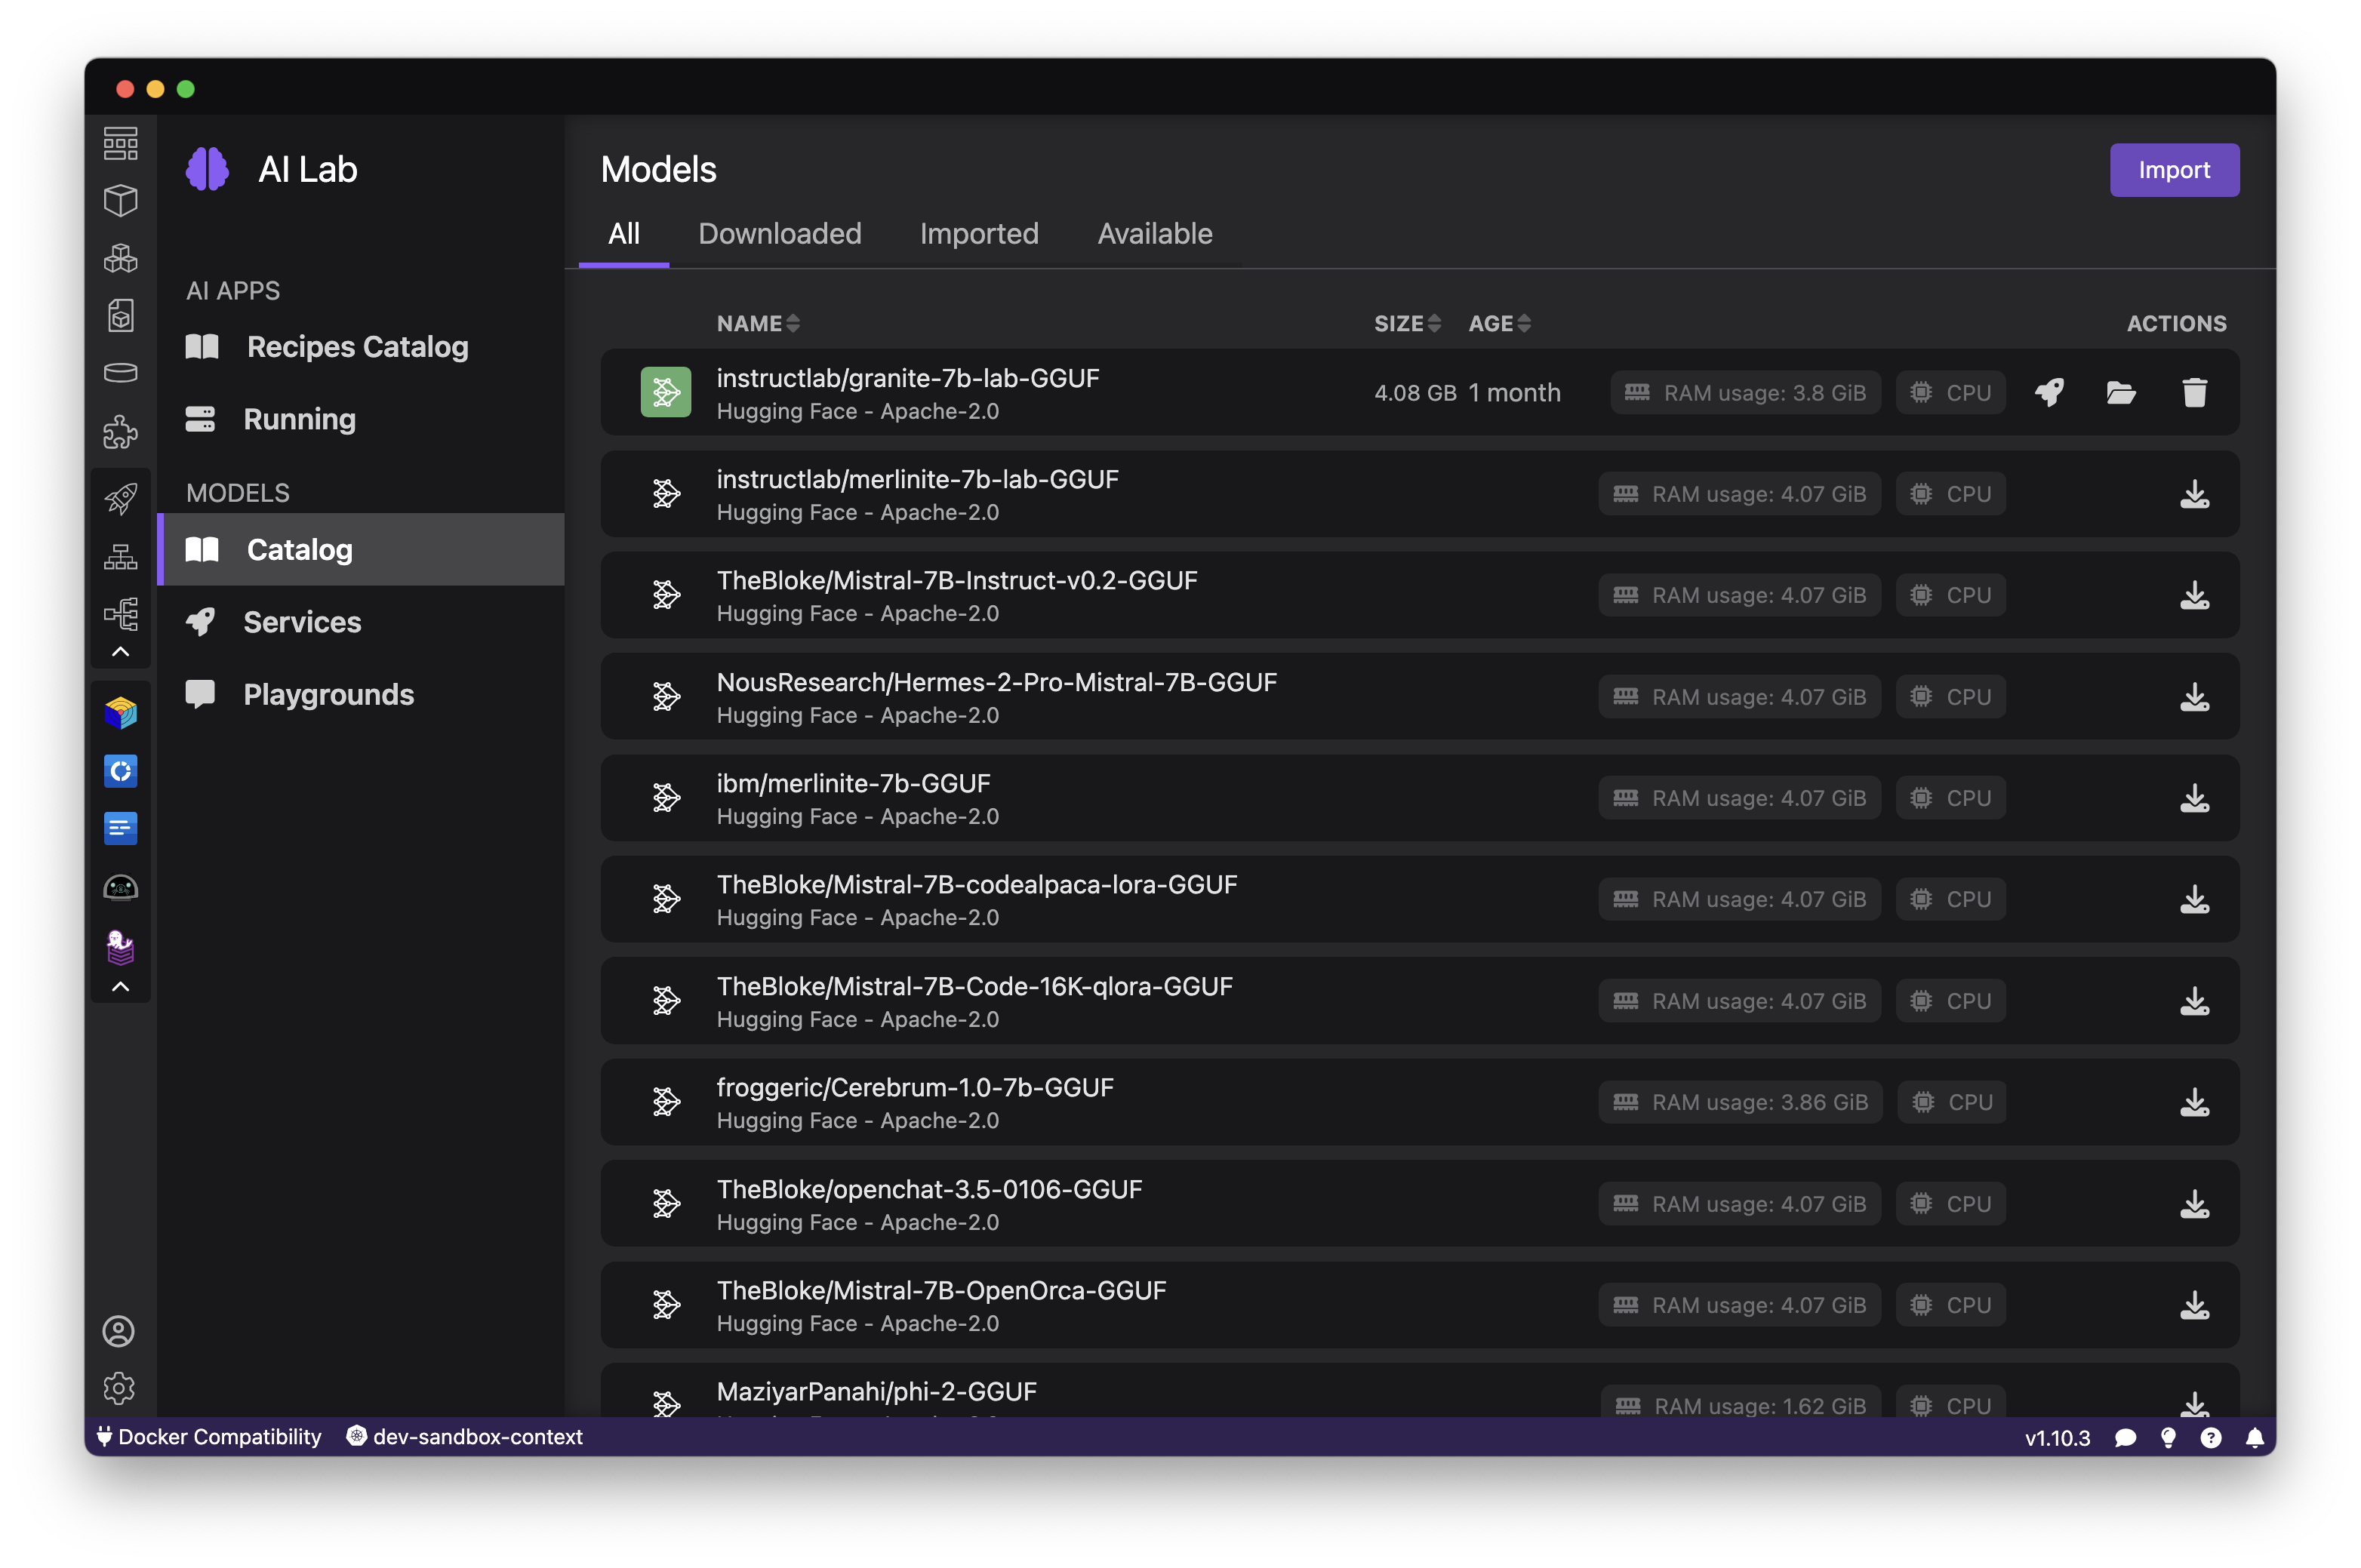 AI Lab
AI APPS
Recipes Catalog
Running
MODELS
Catalog
Services
Playgrounds
Models
Import
All Downloaded Imported Available
NAME SIZE AGE ACTIONS
instructlab/granite-7b-lab-GGUF
Hugging Face - Apache-2.0
4.08 GB 1 month RAM usage: 3.8 GiB CPU
instructlab/merlinite-7b-lab-GGUF
Hugging Face - Apache-2.0
RAM usage: 4.07 GiB CPU
TheBloke/Mistral-7B-Instruct-v0.2-GGUF
Hugging Face - Apache-2.0
RAM usage: 4.07 GiB CPU
NousResearch/Hermes-2-Pro-Mistral-7B-GGUF
Hugging Face - Apache-2.0
RAM usage: 4.07 GiB CPU
ibm/merlinite-7b-GGUF
Hugging Face - Apache-2.0
RAM usage: 4.07 GiB CPU
TheBloke/Mistral-7B-codealpaca-lora-GGUF
Hugging Face - Apache-2.0
RAM usage: 4.07 GiB CPU
TheBloke/Mistral-7B-Code-16K-qlora-GGUF
Hugging Face - Apache-2.0
RAM usage: 4.07 GiB CPU
froggeric/Cerebrum-1.0-7b-GGUF
Hugging Face - Apache-2.0
RAM usage: 3.86 GiB CPU
TheBloke/openchat-3.5-0106-GGUF
Hugging Face - Apache-2.0
RAM usage: 4.07 GiB CPU
TheBloke/Mistral-7B-OpenOrca-GGUF
Hugging Face - Apache-2.0
RAM usage: 4.07 GiB CPU
MaziyarPanahi/phi-2-GGUF
RAM usage: 1.62 GiB CPU
Docker Compatibility dev-sandbox-context v1.10.3